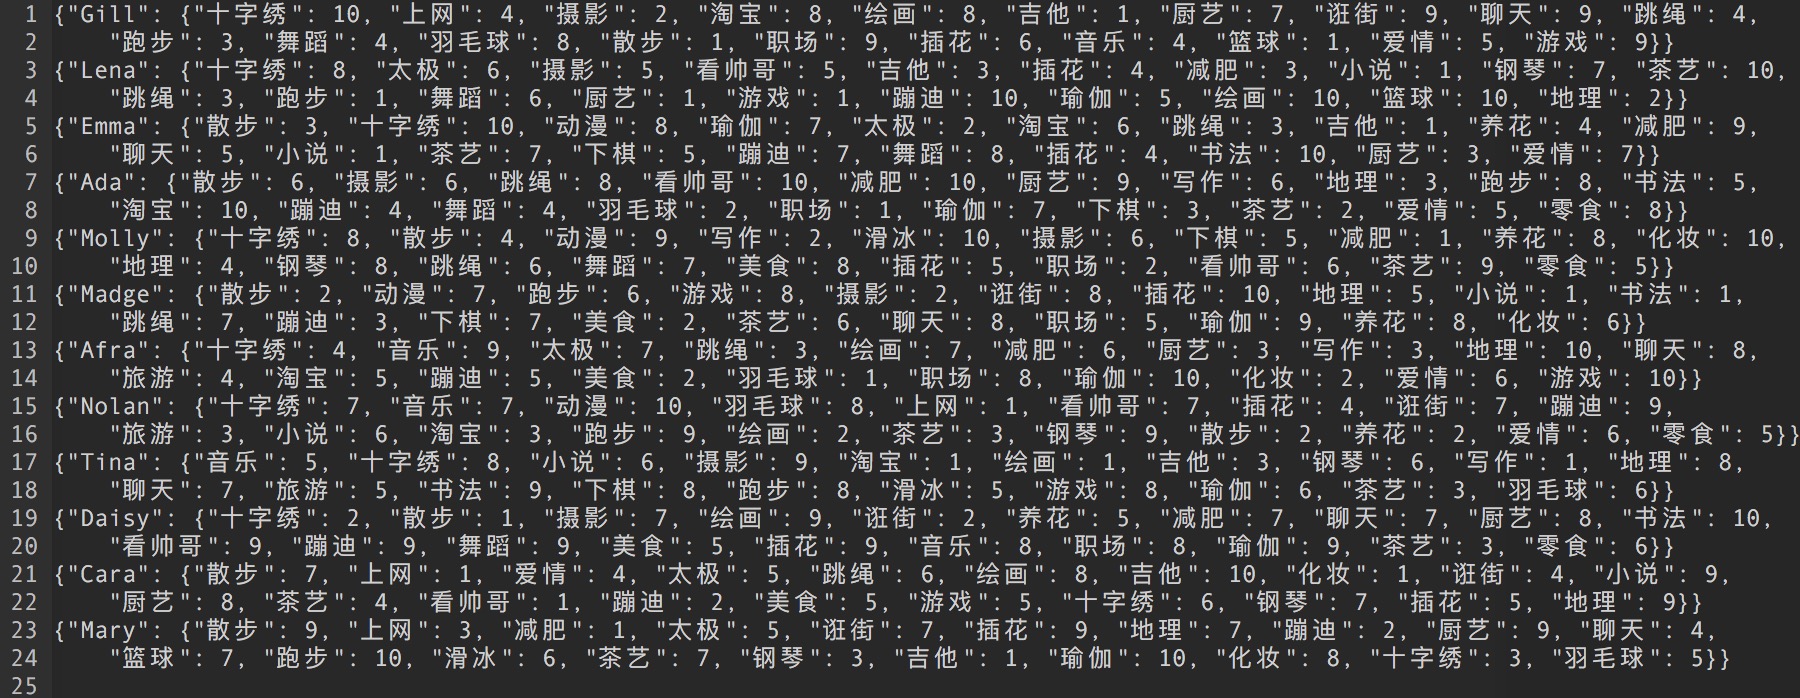 1 {"Gill": {"十字绣": 10, "上网": 4, "摄影": 2, "淘宝": 8, "绘画": 8, "吉他": 1, "厨艺": 7, "逛街": 9, "聊天": 9, "跳绳": 4,
2 "跑步": 3, "舞蹈": 4, "羽毛球": 8, "散步": 1, "职场": 9, "插花": 6, "音乐": 4, "篮球": 1, "爱情": 5, "游戏": 9}}
3 {"Lena": {"十字绣": 8, "太极": 6, "摄影": 5, "看帅哥": 5, "吉他": 3, "插花": 4, "减肥": 3, "小说": 1, "钢琴": 7, "茶艺": 10,
4 "跳绳": 3, "跑步": 1, "舞蹈": 6, "厨艺": 1, "游戏": 1, "蹦迪": 10, "瑜伽": 5, "绘画": 10, "篮球": 10, "地理": 2}}
5 {"Emma": {"散步": 3, "十字绣": 10, "动漫": 8, "瑜伽": 7, "太极": 2, "淘宝": 6, "跳绳": 3, "吉他": 1, "养花": 4, "减肥": 9,
6 "聊天": 5, "小说": 1, "茶艺": 7, "下棋": 5, "蹦迪": 7, "舞蹈": 8, "插花": 4, "书法": 10, "厨艺": 3, "爱情": 7}}
7 {"Ada": {"散步": 6, "摄影": 6, "跳绳": 8, "看帅哥": 10, "减肥": 10, "厨艺": 9, "写作": 6, "地理": 3, "跑步": 8, "书法": 5,
8 "淘宝": 10, "蹦迪": 4, "舞蹈": 4, "羽毛球": 2, "职场": 1, "瑜伽": 7, "下棋": 3, "茶艺": 2, "爱情": 5, "零食": 8}}
9 {"Molly": {"十字绣": 8, "散步": 4, "动漫": 9, "写作": 2, "滑冰": 10, "摄影": 6, "下棋": 5, "减肥": 1, "养花": 8, "化妆": 10,
10 "地理": 4, "钢琴": 8, "跳绳": 6, "舞蹈": 7, "美食": 8, "插花": 5, "职场": 2, "看帅哥": 6, "茶艺": 9, "零食": 5}}
11 {"Madge": {"散步": 2, "动漫": 7, "跑步": 6, "游戏": 8, "摄影": 2, "逛街": 8, "插花": 10, "地理": 5, "小说": 1, "书法": 1,
12 "跳绳": 7, "蹦迪": 3, "下棋": 7, "美食": 2, "茶艺": 6, "聊天": 8, "职场": 5, "瑜伽": 9, "养花": 8, "化妆": 6}}
13 {"Afra": {"十字绣": 4, "音乐": 9, "太极": 7, "跳绳": 3, "绘画": 7, "减肥": 6, "厨艺": 3, "写作": 3, "地理": 10, "聊天": 8,
14 "旅游": 4, "淘宝": 5, "蹦迪": 5, "美食": 2, "羽毛球": 1, "职场": 8, "瑜伽": 10, "化妆": 2, "爱情": 6, "游戏": 10}}
15 {"Nolan": {"十字绣": 7, "音乐": 7, "动漫": 10, "羽毛球": 8, "上网": 1, "看帅哥": 7, "插花": 4, "逛街": 7, "蹦迪": 9,
16 "旅游": 3, "小说": 6, "淘宝": 3, "跑步": 9, "绘画": 2, "茶艺": 3, "钢琴": 9, "散步": 2, "养花": 2, "爱情": 6, "零食": 5}}
17 {"Tina": {"音乐": 5, "十字绣": 8, "小说": 6, "摄影": 9, "淘宝": 1, "绘画": 1, "吉他": 3, "钢琴": 6, "写作": 1, "地理": 8,
18 "聊天": 7, "旅游": 5, "书法": 9, "下棋": 8, "跑步": 8, "滑冰": 5, "游戏": 8, "瑜伽": 6, "茶艺": 3, "羽毛球": 6}}
19 {"Daisy": {"十字绣": 2, "散步": 1, "摄影": 7, "绘画": 9, "逛街": 2, "养花": 5, "减肥": 7, "聊天": 7, "厨艺": 8, "书法": 10,
20 "看帅哥": 9, "蹦迪": 9, "舞蹈": 9, "美食": 5, "插花": 9, "音乐": 8, "职场": 8, "瑜伽": 9, "茶艺": 3, "零食": 6}}
21 {"Cara": {"散步": 7, "上网": 1, "爱情": 4, "太极": 5, "跳绳": 6, "绘画": 8, "吉他": 10, "化妆": 1, "逛街": 4, "小说": 9,
22 "厨艺": 8, "茶艺": 4, "看帅哥": 1, "蹦迪": 2, "美食": 5, "游戏": 5, "十字绣": 6, "钢琴": 7, "插花": 5, "地理": 9}}
23 {"Mary": {"散步": 9, "上网": 3, "减肥": 1, "太极": 5, "逛街": 7, "插花": 9, "地理": 7, "蹦迪": 2, "厨艺": 9, "聊天": 4,
24 "篮球": 7, "跑步": 10, "滑冰": 6, "茶艺": 7, "钢琴": 3, "吉他": 1, "瑜伽": 10, "化妆": 8, "十字绣": 3, "羽毛球": 5}}
25